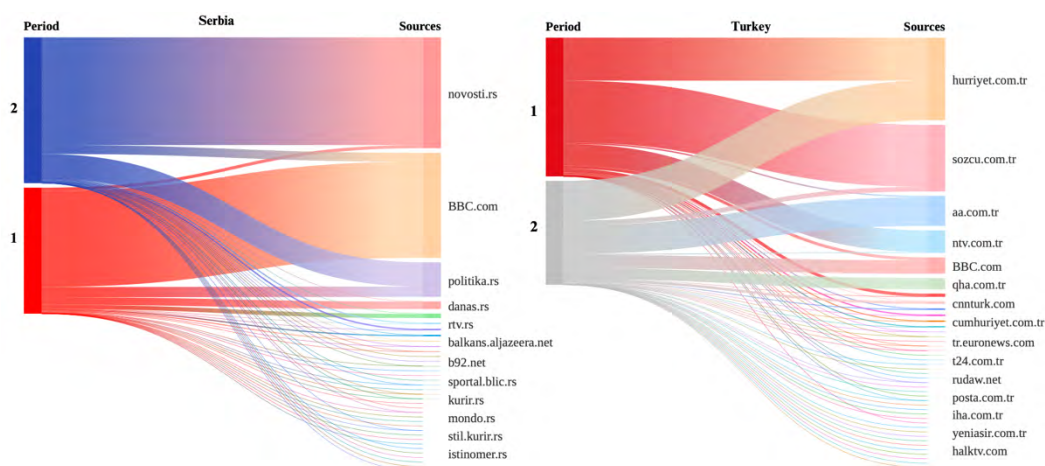 Serbia
Period
Sources
2
1
novosti.rs
BBC.com
politika.rs
danas.rs
rtv.rs
balkans.aljazeera.net
b92.net
sportal.blic.rs
kurir.rs
mondo.rs
stil.kurir.rs
istinomer.rs
Turkey
Period
Sources
1
2
hurriyet.com.tr
sozcu.com.tr
aa.com.tr
ntv.com.tr
BBC.com
qha.com.tr
cnnturk.com
cumhuriyet.com.tr
tr.euronews.com
t24.com.tr
rudaw.net
posta.com.tr
iha.com.tr
yeniasir.com.tr
halktv.com